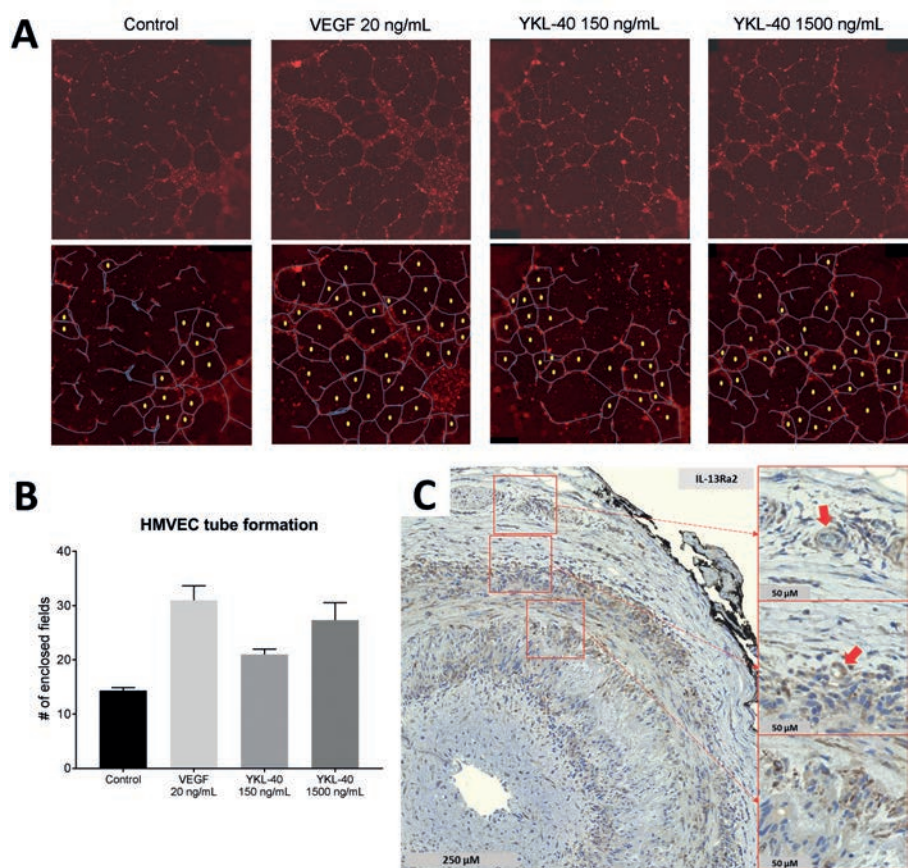 A
Control
VEGF 20 ng/mL
YKL-40 150 ng/mL
YKL-40 1500 ng/mL
B
HMVEC tube formation
# of enclosed fields
40
30
20
10
0
Control
VEGF
20 ng/mL
YKL-40
150 ng/mL
YKL-40
1500 ng/mL
C
IL-13Ra2
250 µM
50 µM
50 µM
50 µM